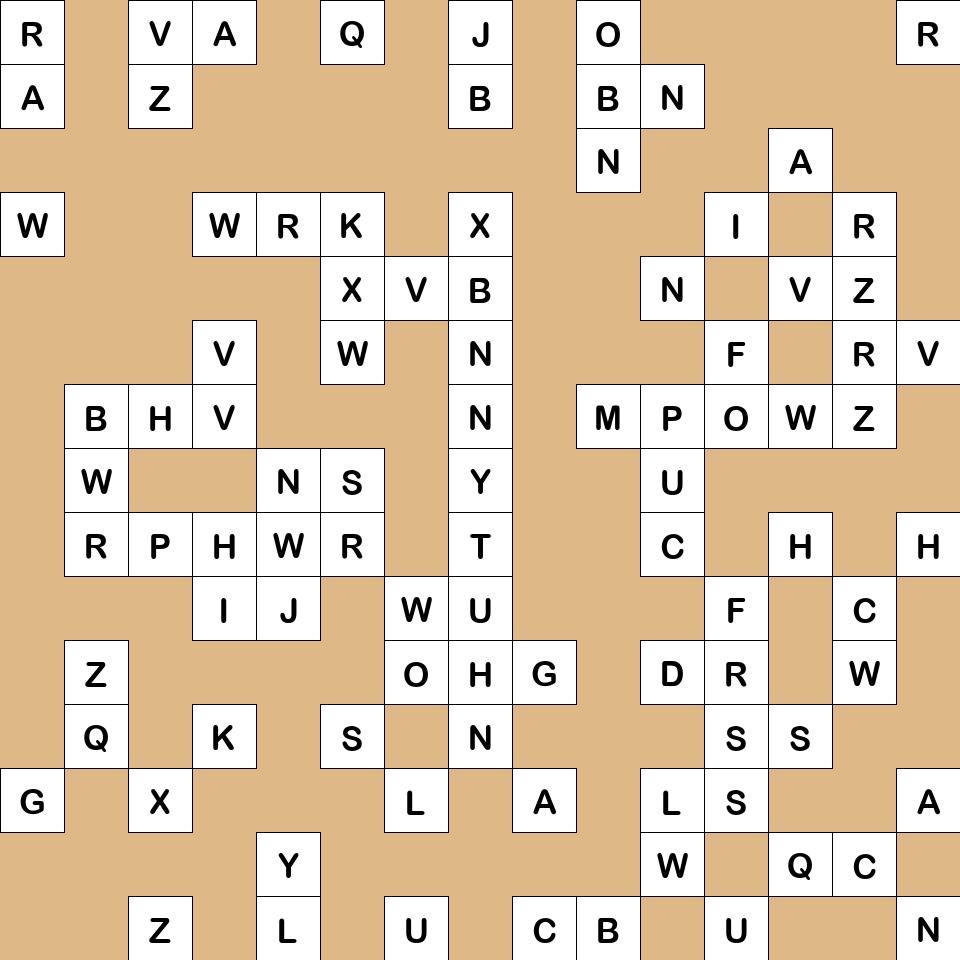 R V A Q J O R
A Z B B N
N A
W W R K X I R
X V B N V Z
V W N F R V
B H V N M P O W Z
W N S Y U
R P H W R T C H H
I J W U F C
Z O H G D R W
Q K S N S S
G X L A L S A
Y W Q C
Z L U C B U N